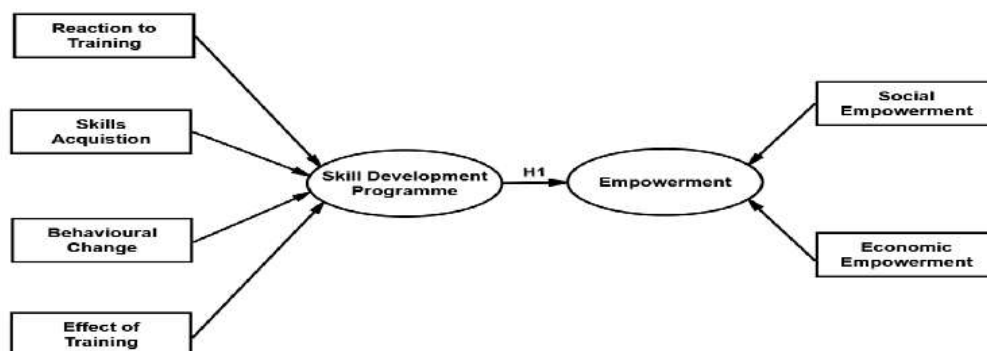 Reaction to
Training
Skills
Acquistion
Behavioural
Change
Effect of
Training
Skill Development
Programme
H1
Empowerment
Social
Empowerment
Economic
Empowerment